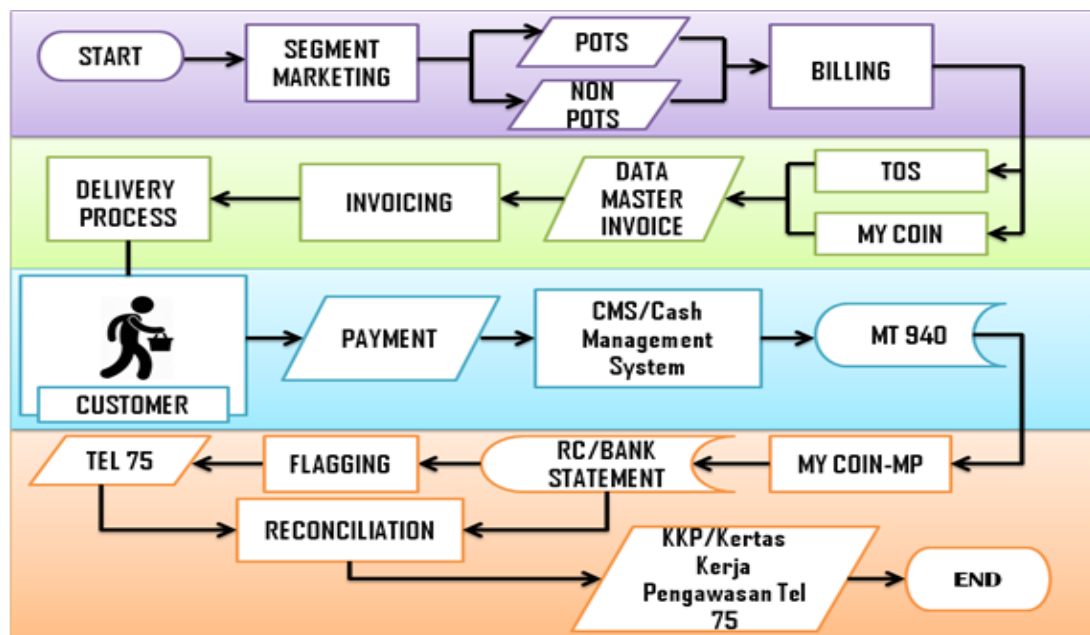 START
SEGMENT
MARKETING
POTS
NON
POTS
BILLING
TOS
MY COIN
DATA
MASTER
INVOICE
INVOICING
DELIVERY
PROCESS
CUSTOMER
PAYMENT
CMS/Cash
Management
System
MT 940
MY COIN-MP
RC/BANK
STATEMENT
FLAGGING
TEL 75
RECONCILIATION
KKP/Kertas
Kerja
Pengawasan Tel
75
END